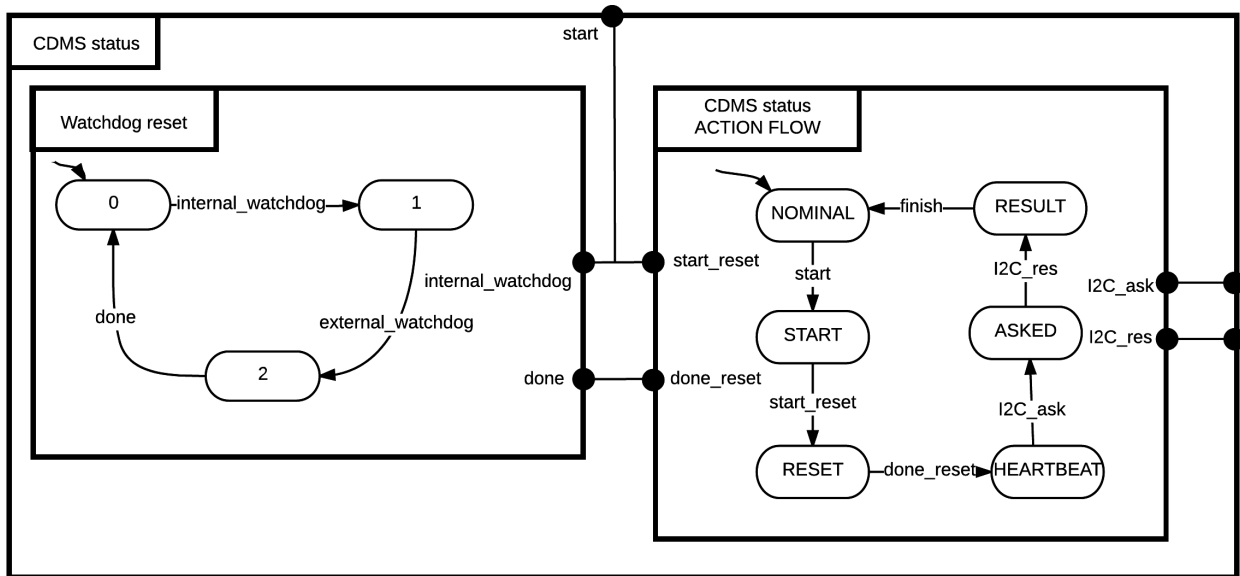 start
CDMS status
Watchdog reset
0
internal_watchdog
1
done
external_watchdog
2
internal_watchdog
done
CDMS status
ACTION FLOW
NOMINAL
finish
RESULT
start_reset
start
I2C_res
START
ASKED
done_reset
start_reset
I2C_ask
RESET
done_reset
HEARTBEAT
I2C_ask
I2C_res